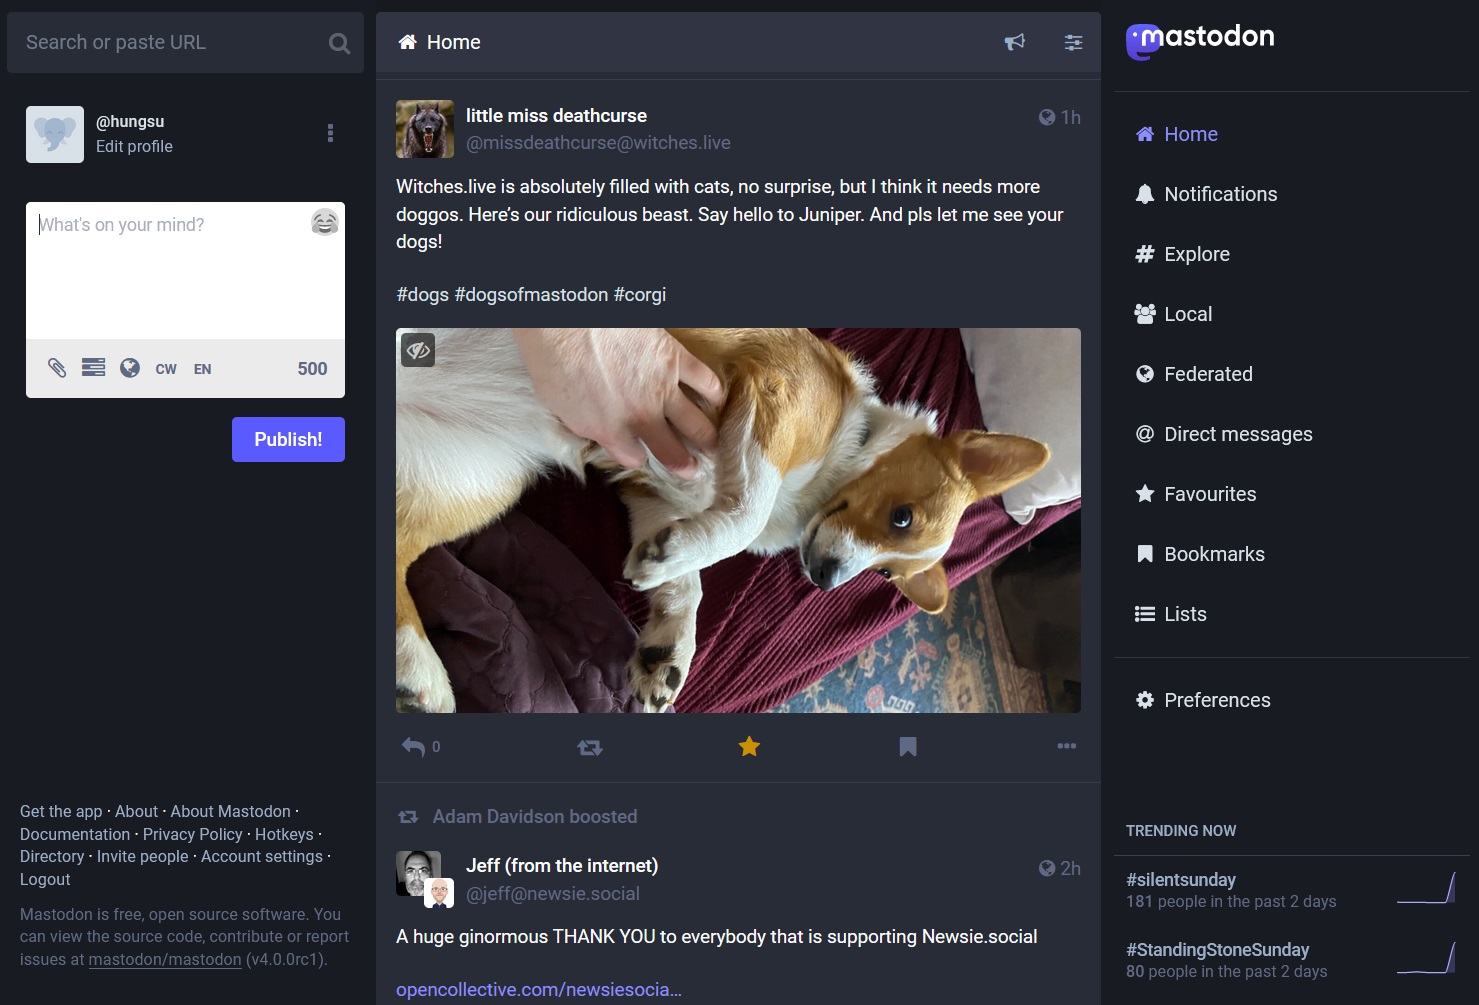 Search or paste URL
@hungsu
Edit profile
What's on your mind?
CW EN 500
Publish!
Get the app · About · About Mastodon ·
Documentation · Privacy Policy · Hotkeys ·
Directory · Invite people · Account settings ·
Logout
Mastodon is free, open source software. You
can view the source code, contribute or report
issues at mastodon/mastodon (v4.0.0rc1).
Home
little miss deathcurse
1h
@missdeathcurse@witches.live
Witches.live is absolutely filled with cats, no surprise, but I think it needs more
doggos. Here’s our ridiculous beast. Say hello to Juniper. And pls let me see your
dogs!
#dogs #dogsofmastodon #corgi
0
Adam Davidson boosted
Jeff (from the internet)
2h
@jeff@newsie.social
A huge ginormous THANK YOU to everybody that is supporting Newsie.social
opencollective.com/newsiesocia…
mastodon
Home
Notifications
Explore
Local
Federated
Direct messages
Favourites
Bookmarks
Lists
Preferences
TRENDING NOW
#silentsunday
181 people in the past 2 days
#StandingStoneSunday
80 people in the past 2 days